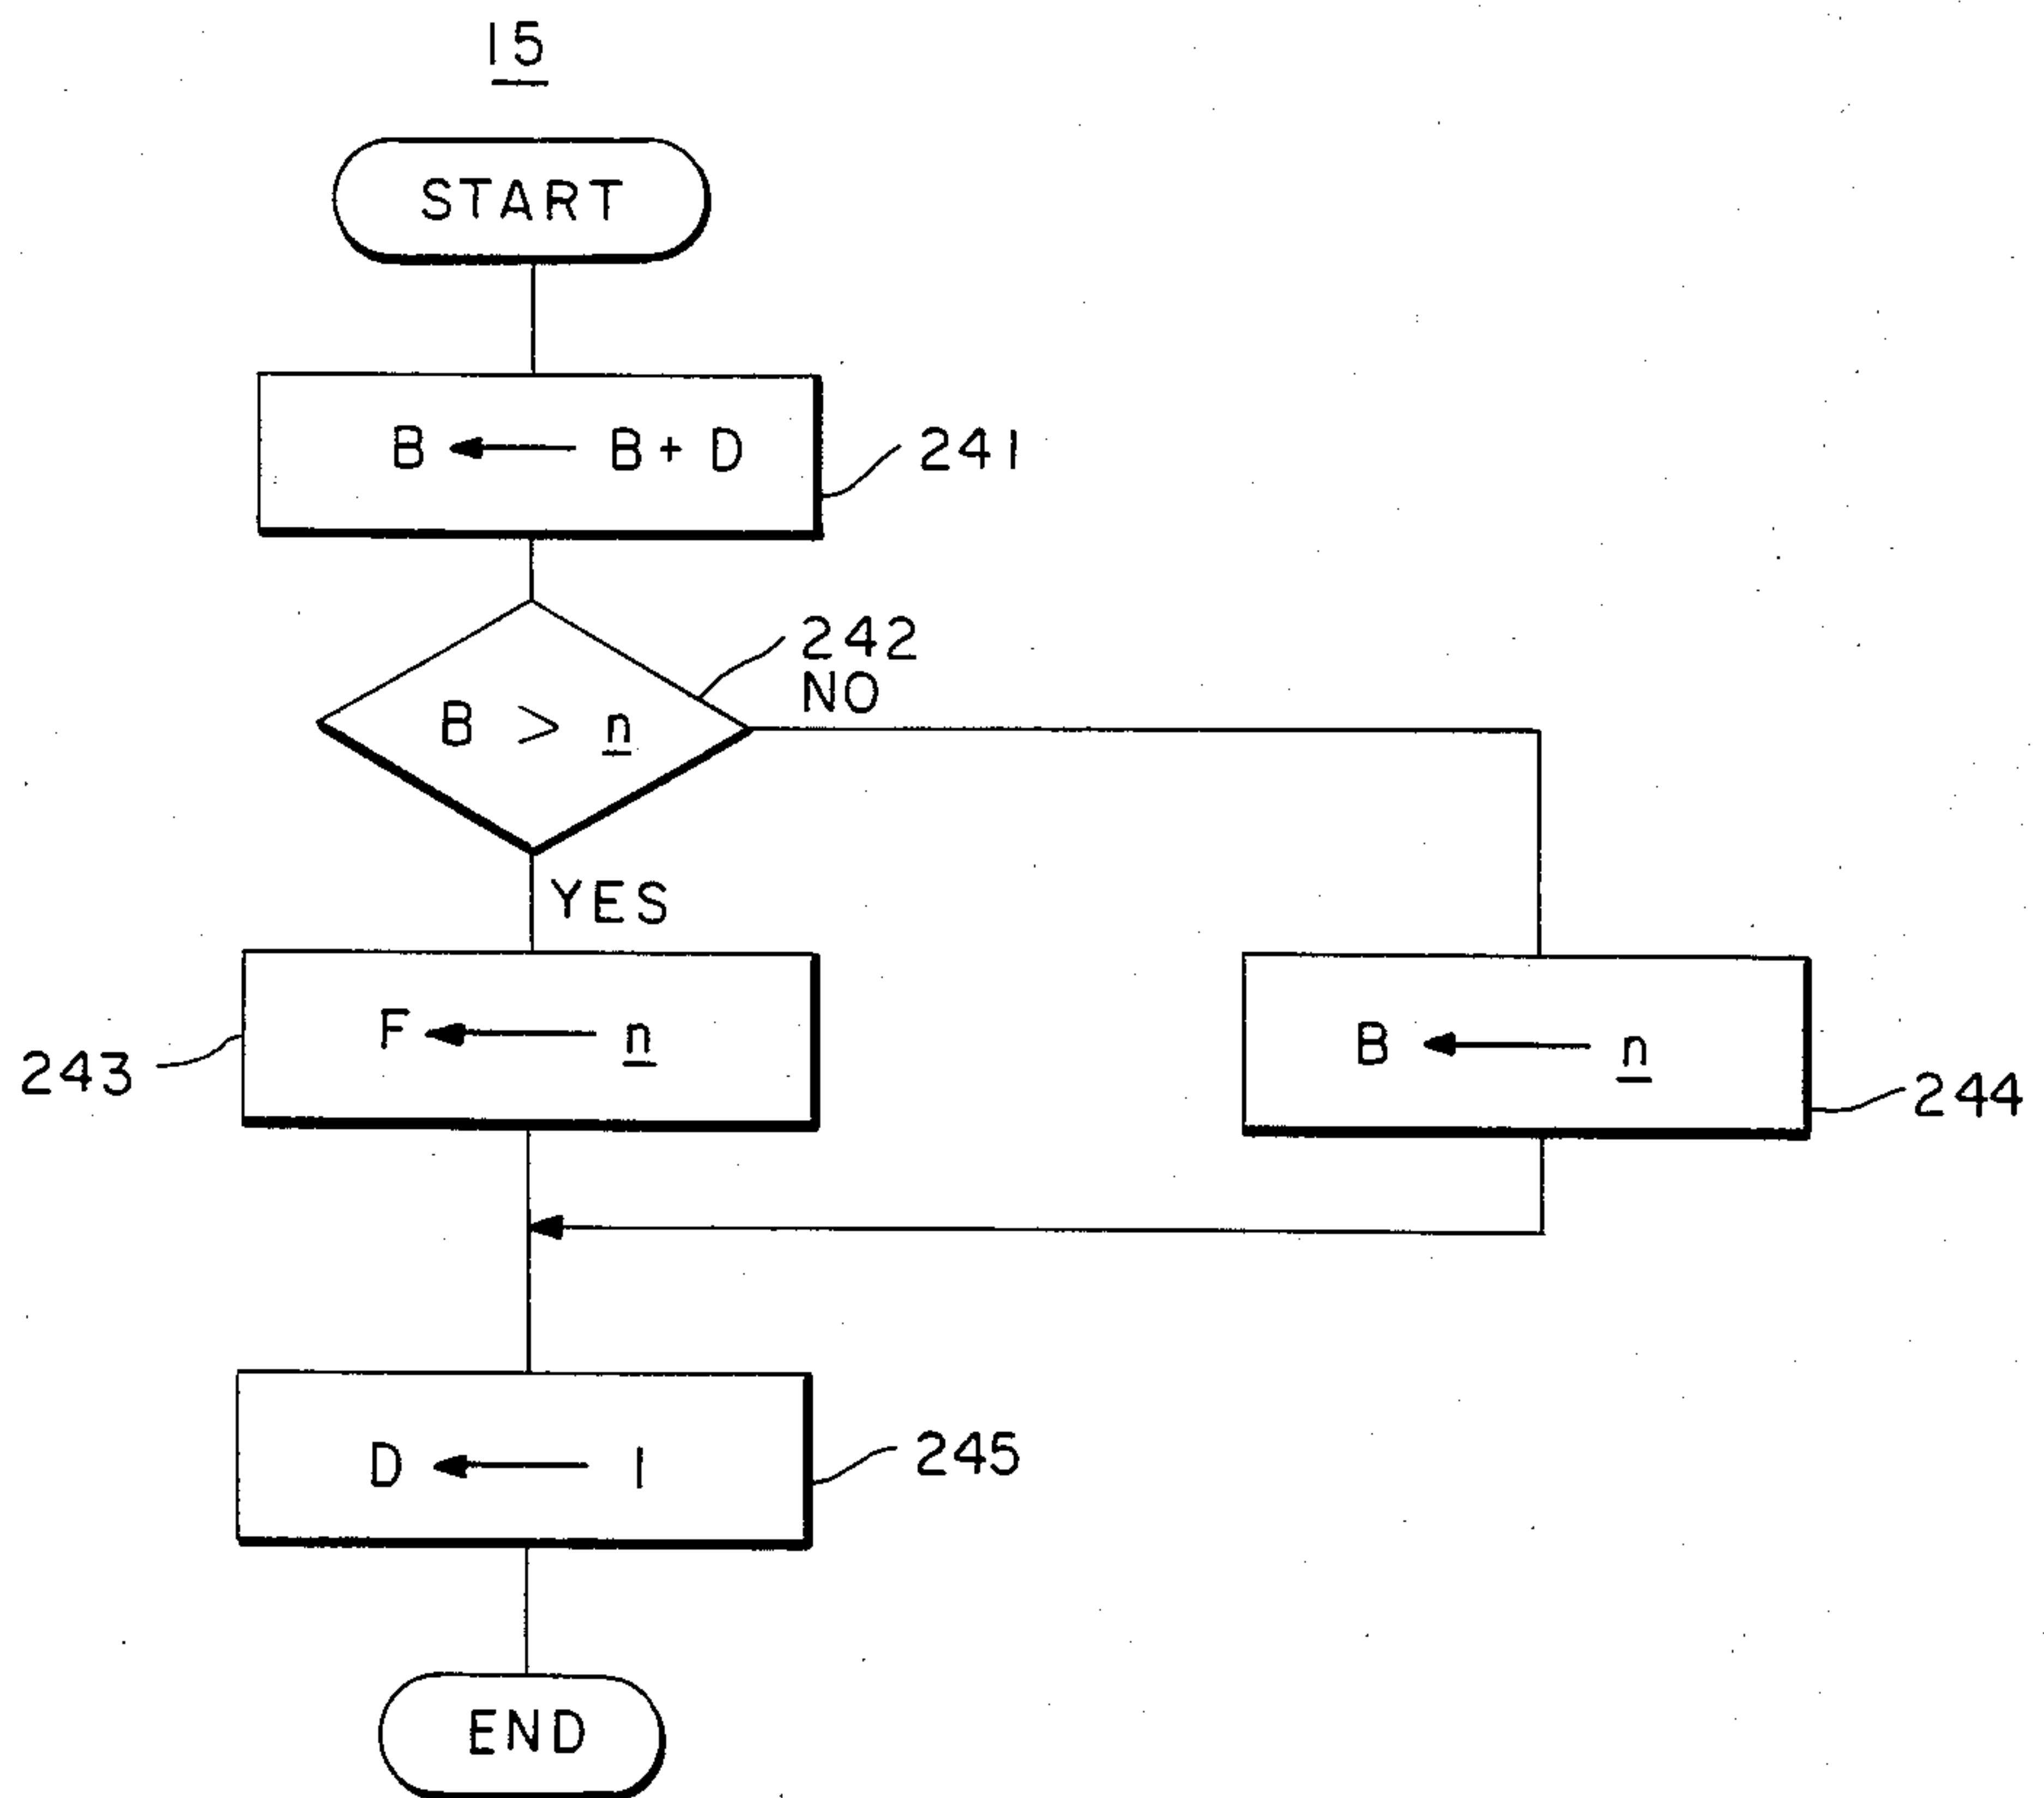 15
START
B ← B + D
241
242
NO
B > n
YES
F ← n
243
B ← n
244
D ← 1
245
END